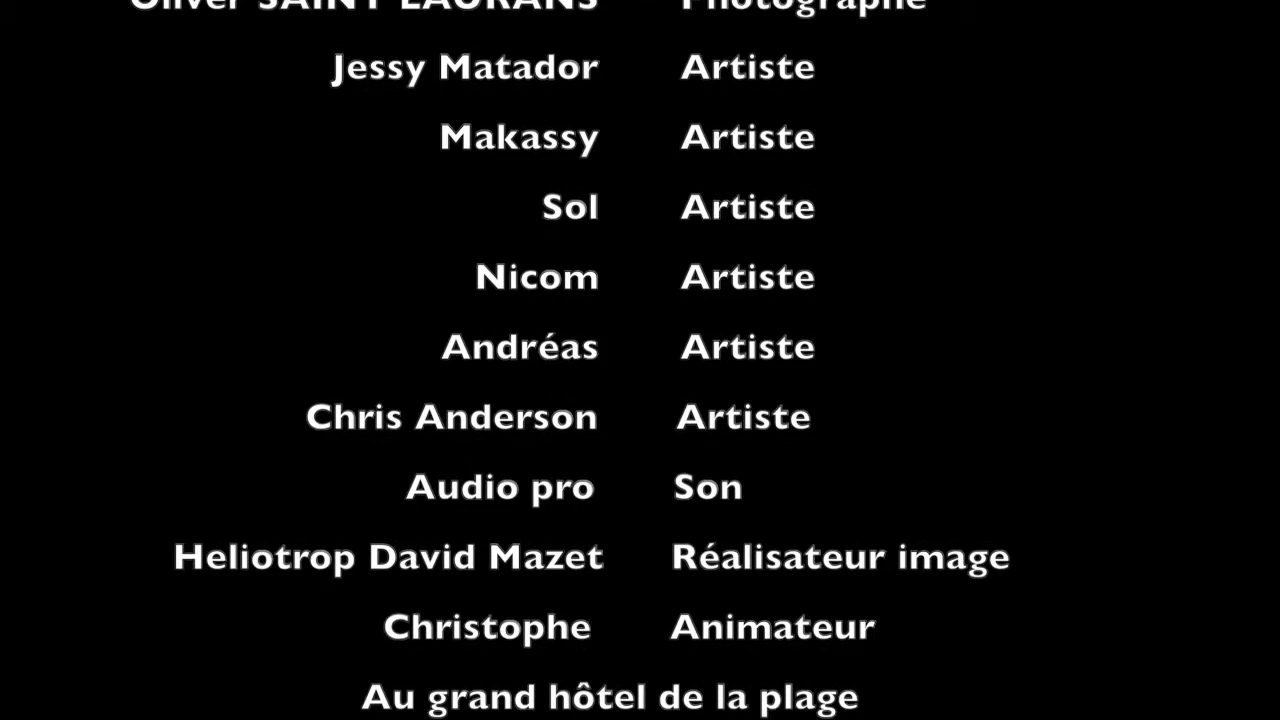 Oliver SAINT LAURANS Photographe
Jessy Matador Artiste
Makassy Artiste
Sol Artiste
Nicom Artiste
Andréas Artiste
Chris Anderson Artiste
Audio pro Son
Heliotrop David Mazet Réalisateur image
Christophe Animateur
Au grand hôtel de la plage